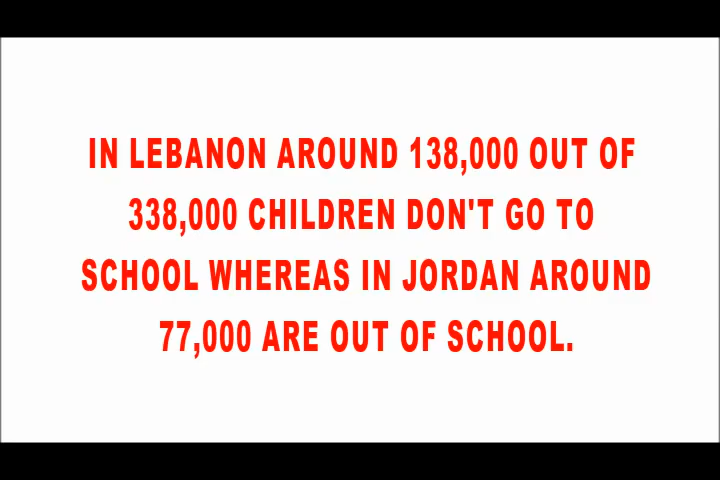 IN LEBANON AROUND 138,000 OUT OF
338,000 CHILDREN DON'T GO TO
SCHOOL WHEREAS IN JORDAN AROUND
77,000 ARE OUT OF SCHOOL.